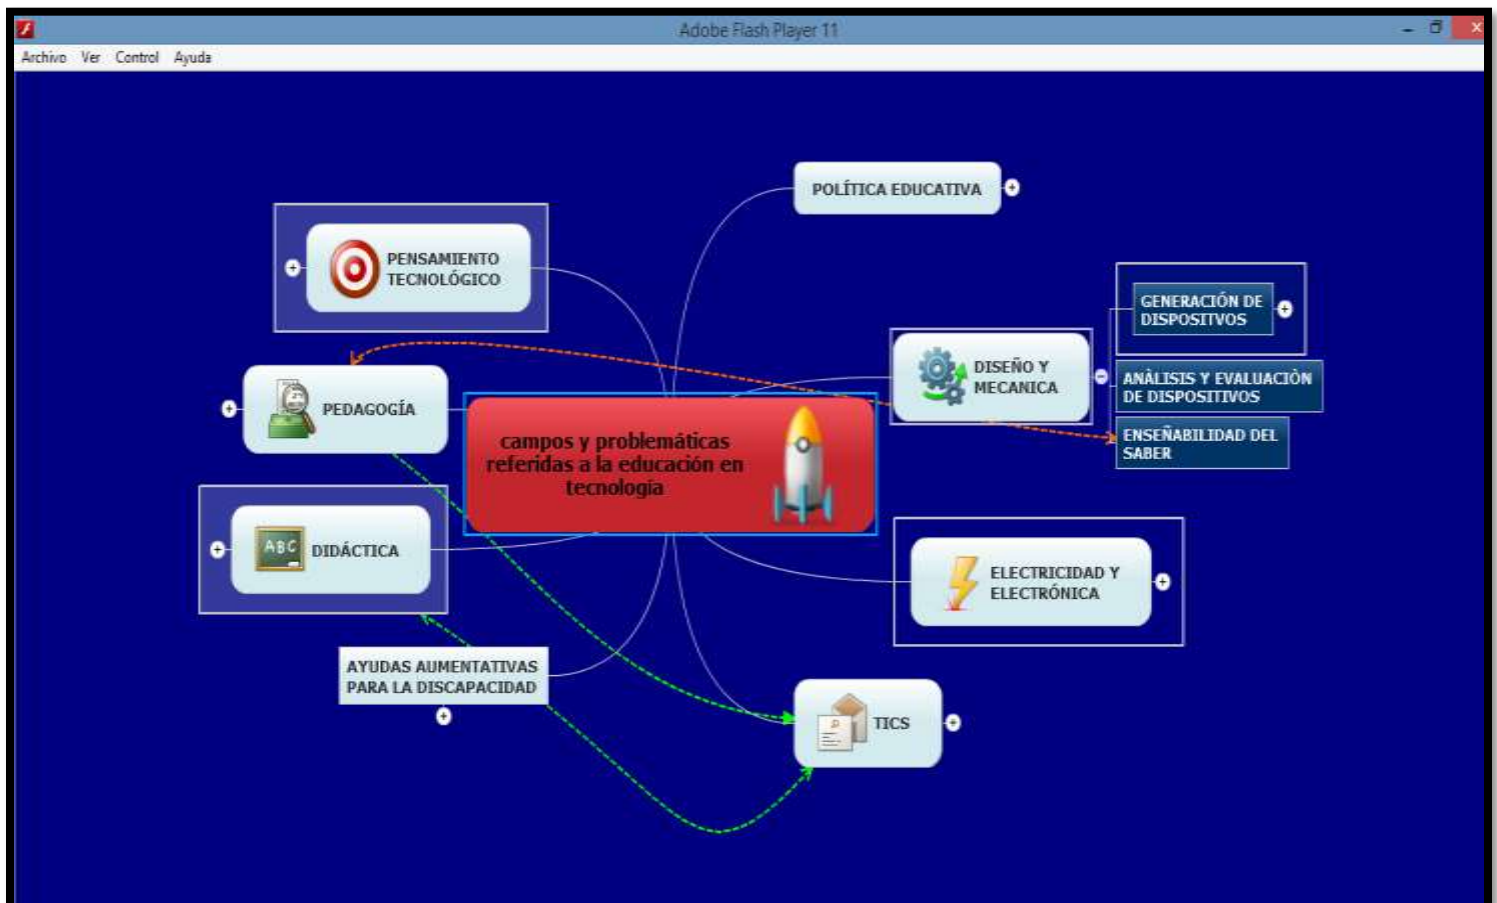 Adobe Flash Player 11
Archivo Ver Control Ayuda
POLÍTICA EDUCATIVA
PENSAMIENTO
TECNOLÓGICO
GENERACIÓN DE
DISPOSITVOS
DISEÑO Y
MECANICA
ANÀLISIS Y EVALUACIÒN
DE DISPOSITIVOS
ENSEÑABILIDAD DEL
SABER
PEDAGOGÍA
campos y problemáticas
referidas a la educación en
tecnología
ABC
DIDÁCTICA
ELECTRICIDAD Y
ELECTRÓNICA
AYUDAS AUMENTATIVAS
PARA LA DISCAPACIDAD
TICS